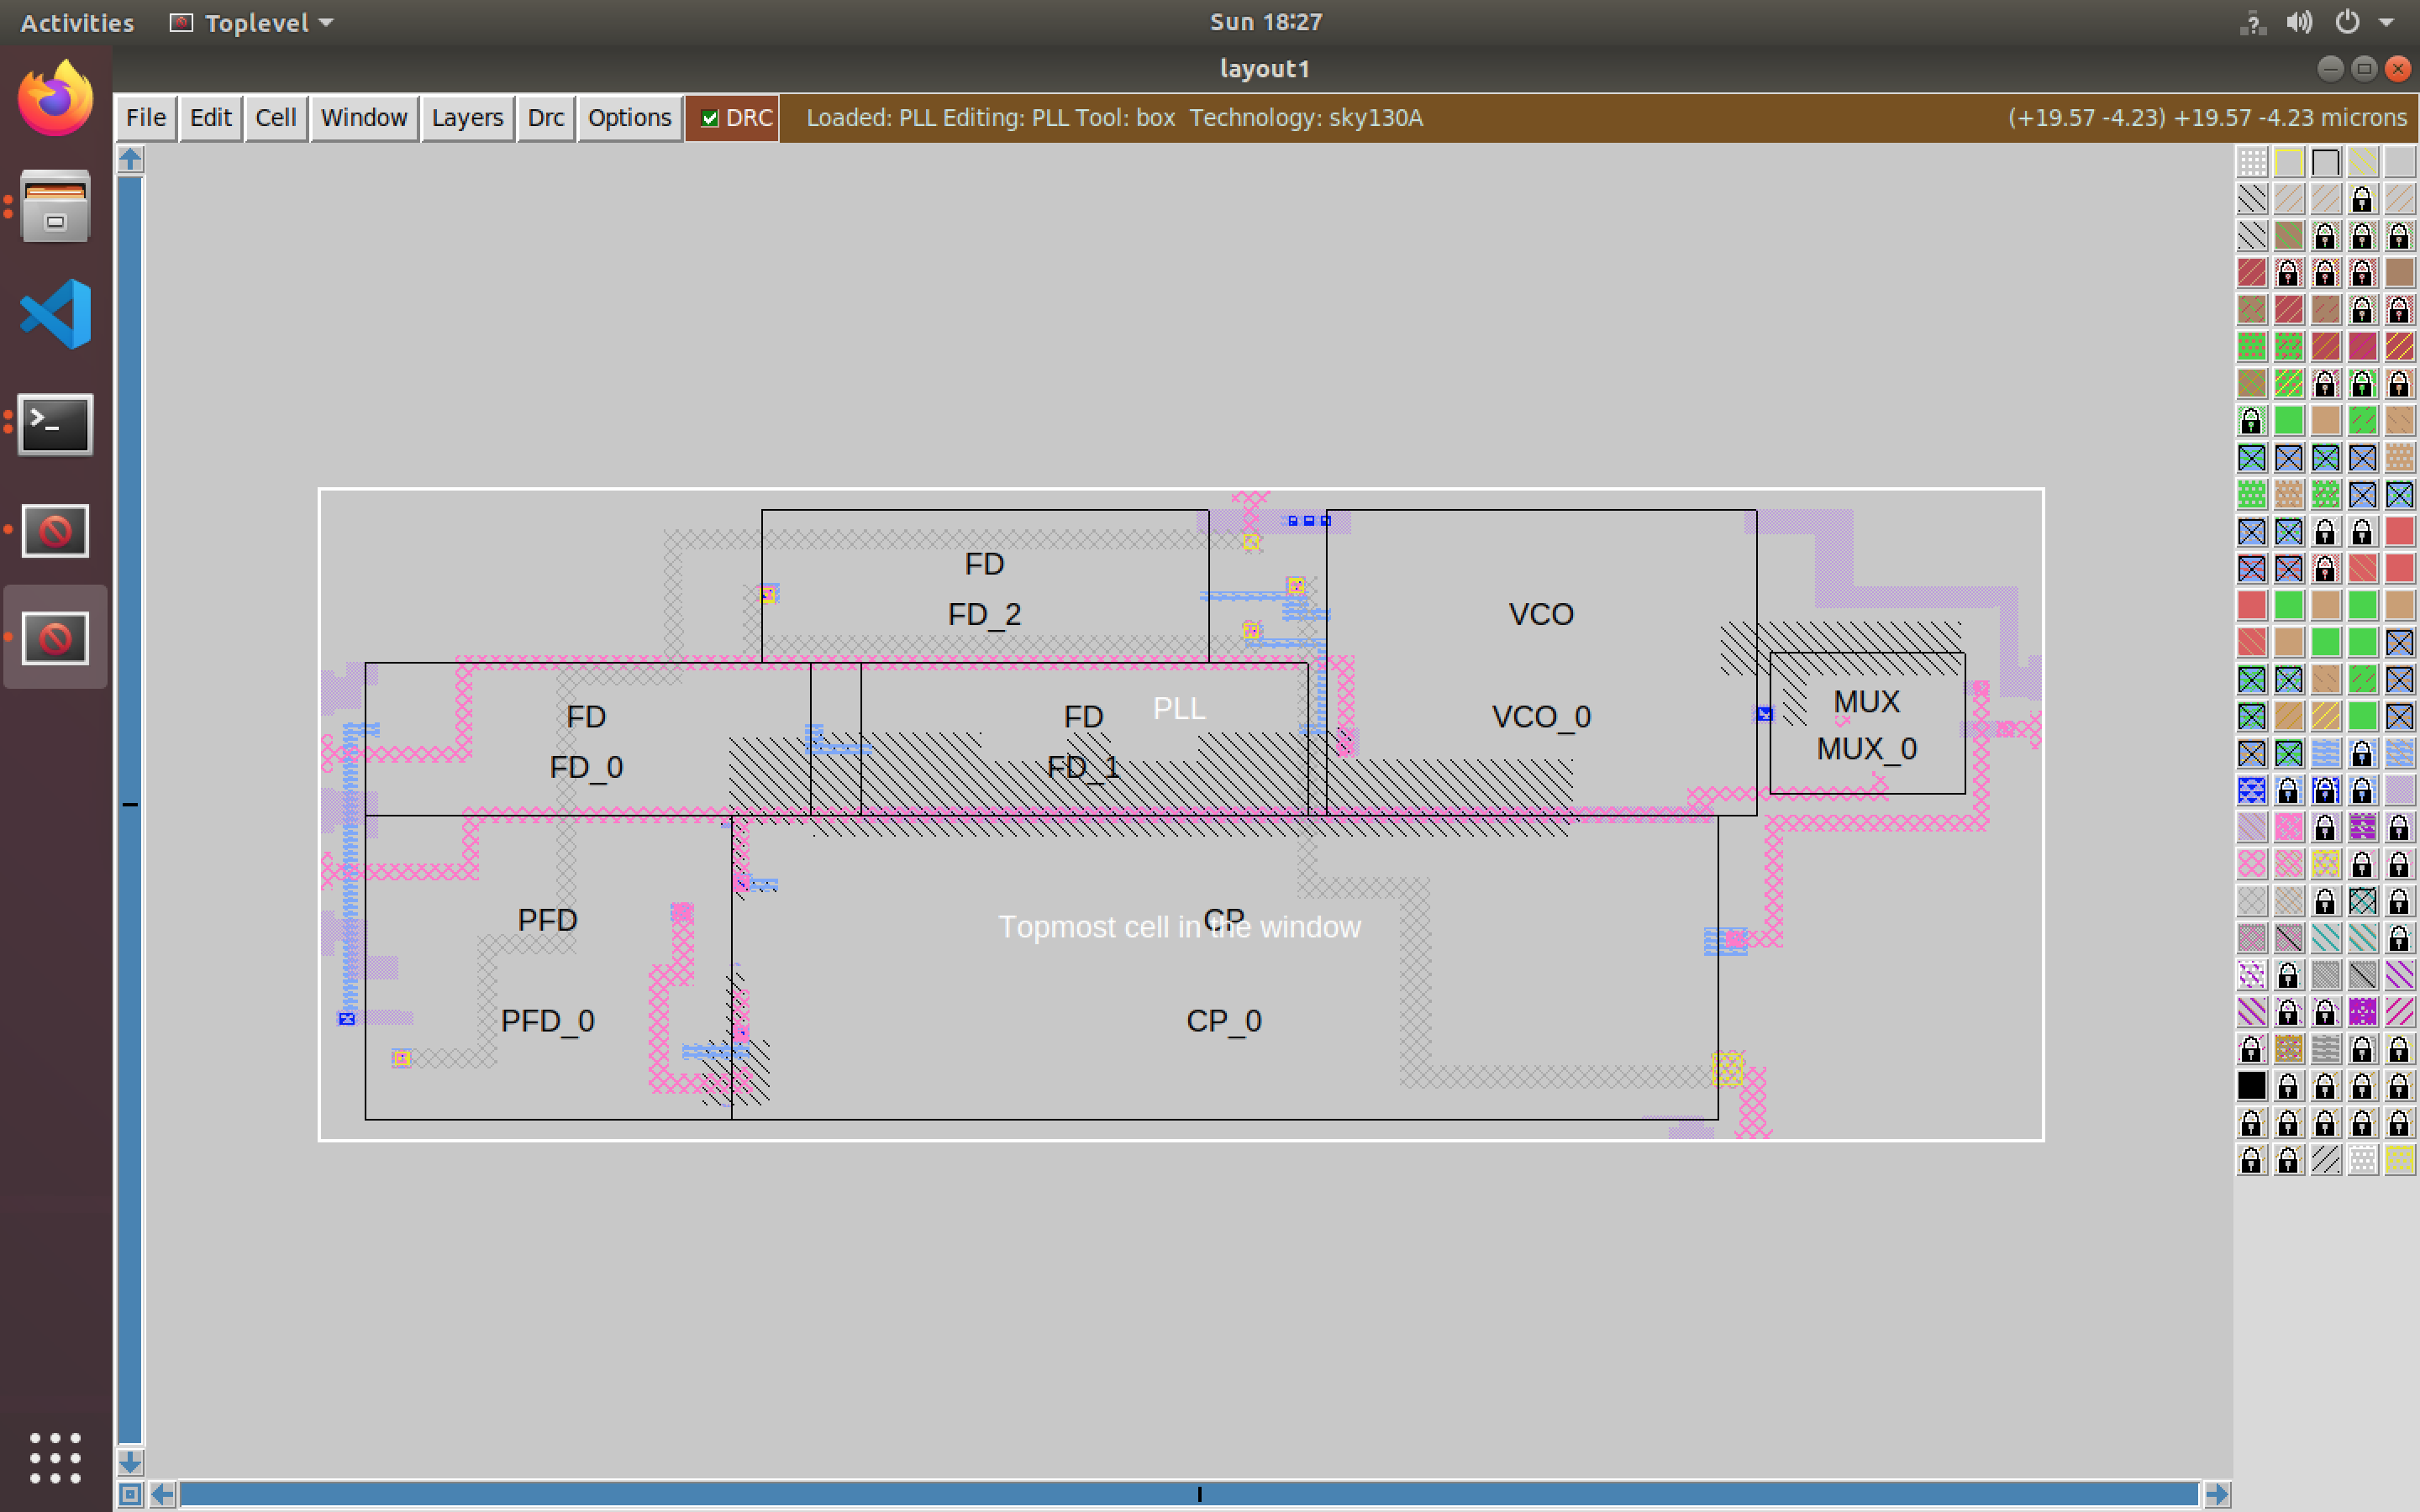 Activities Toplevel Sun 18:27
layout1
File Edit Cell Window Layers Drc Options DRC Loaded: PLL Editing: PLL Tool: box Technology: sky130A (+19.57 -4.23) +19.57 -4.23 microns
FD
FD_2
VCO
VCO_0
FD
FD_0
FD
FD_1
PLL
MUX
MUX_0
PFD
PFD_0
CP
Topmost cell in the window
CP_0